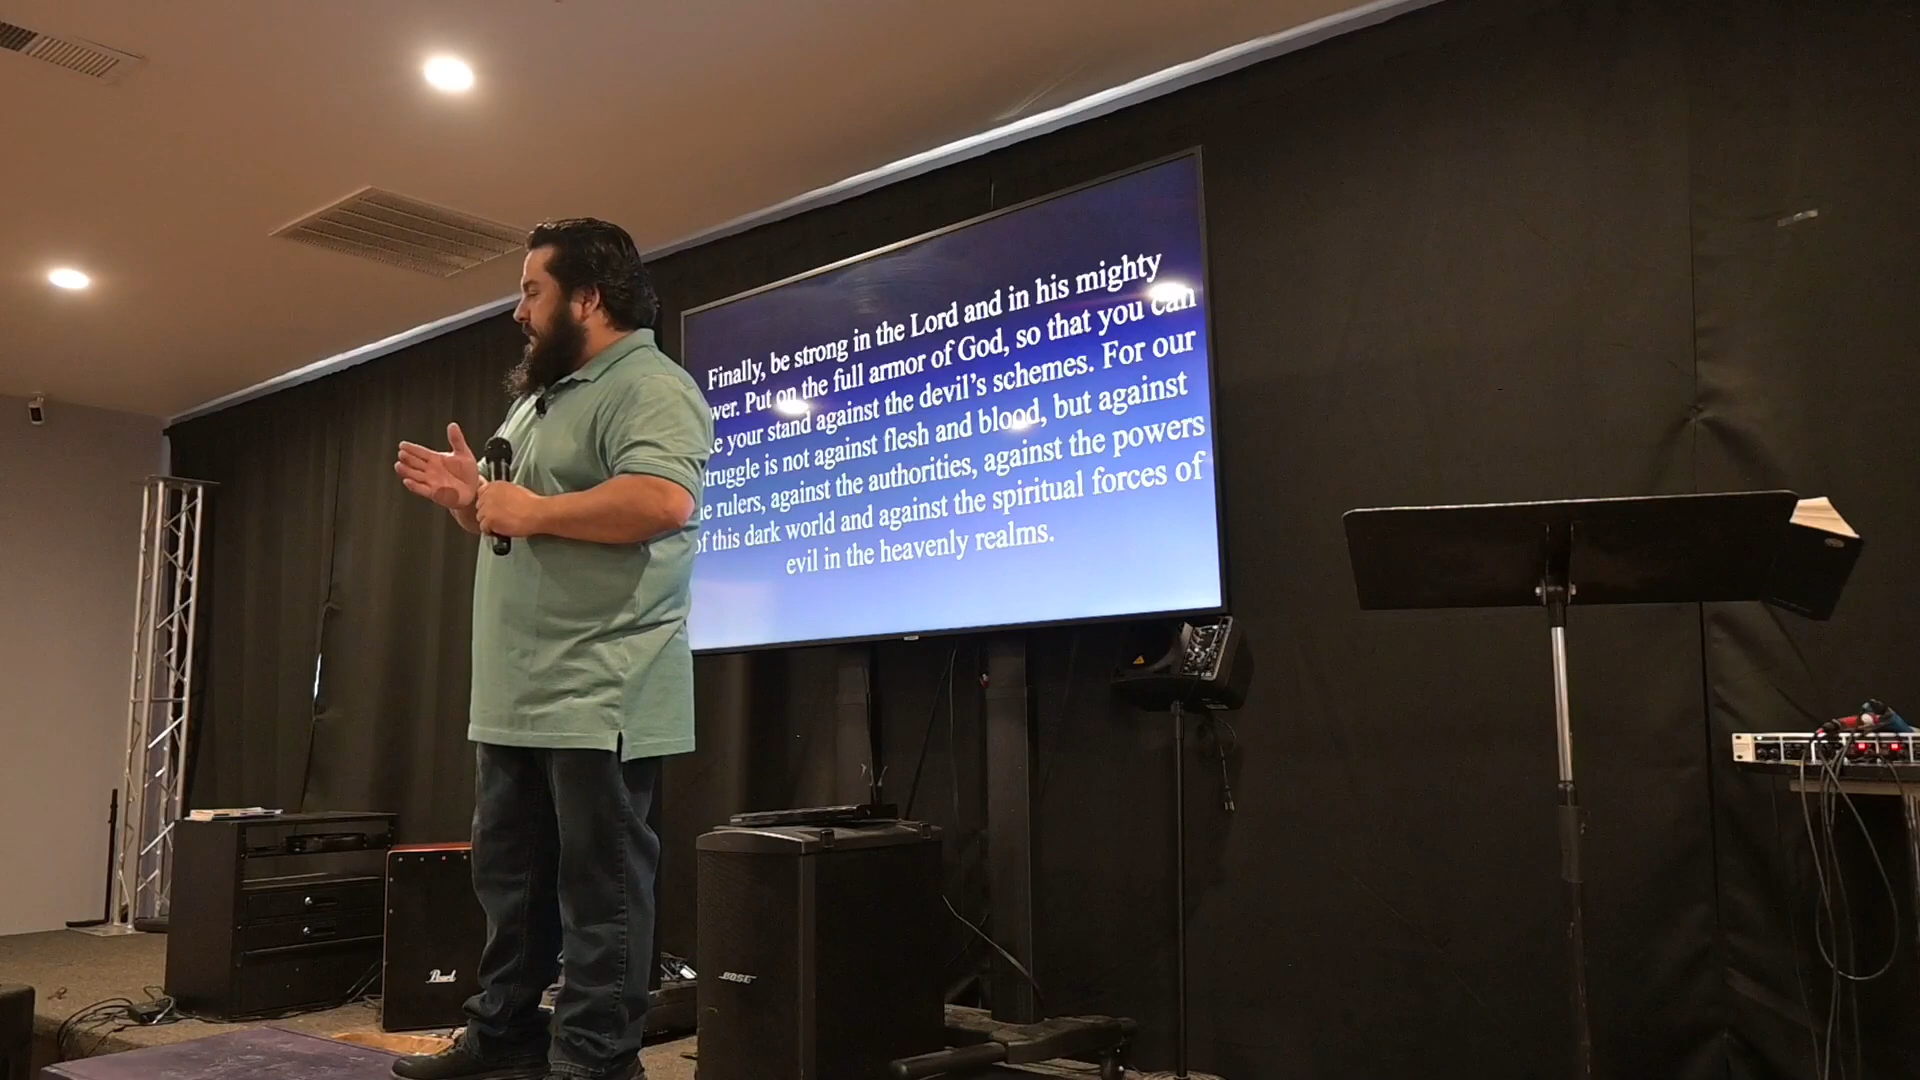 Finally, be strong in the Lord and in his mighty
wer. Put on the full armor of God, so that you can
e your stand against the devil's schemes. For our
truggle is not against flesh and blood, but against
e rulers, against the authorities, against the powers
of this dark world and against the spiritual forces of
evil in the heavenly realms.
Pearl
BOSE